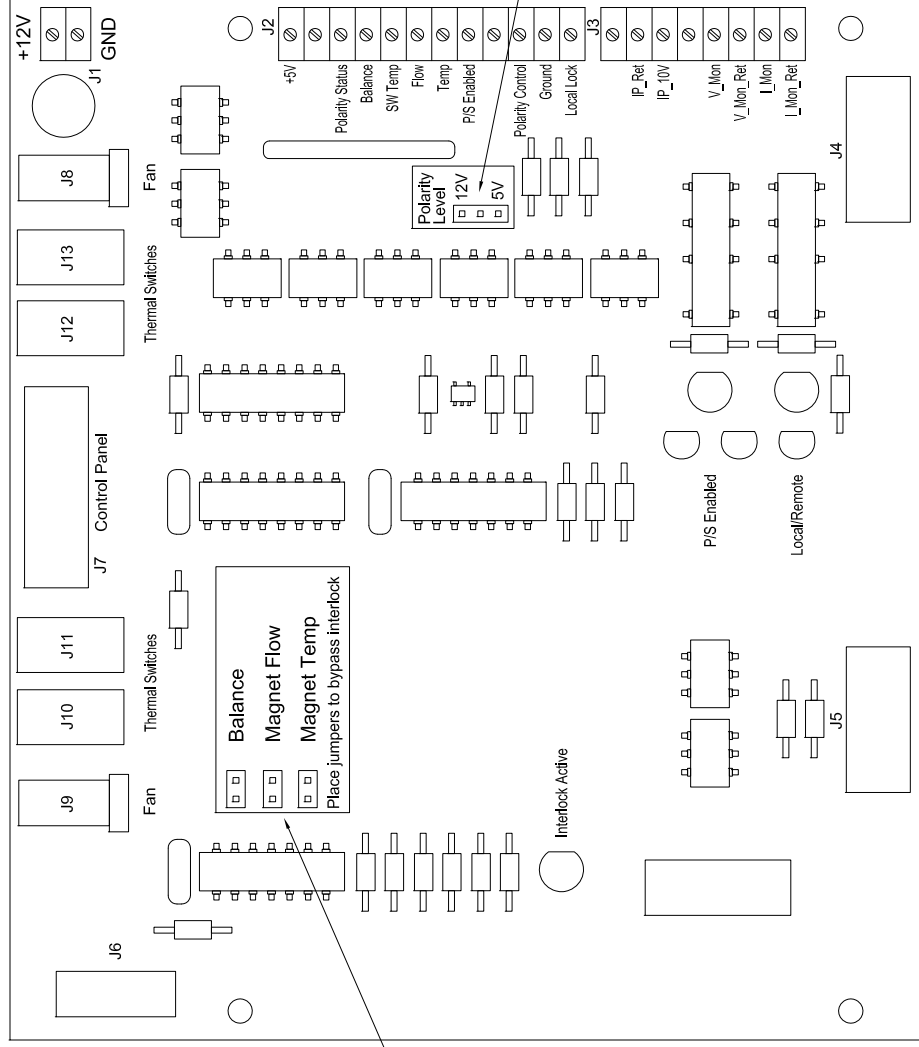 +12V
GND
J1
J2
+5V
Polarity Status
Balance
SW Temp
Flow
Temp
P/S Enabled
Polarity Control
Ground
Local Lock
J3
IP_Ret
IP_10V
V_Mon
V_Mon_Ret
I_Mon
I_Mon_Ret
J8
Fan
J13
J12
Thermal Switches
Polarity
Level
12V
5V
J4
J7
Control Panel
P/S Enabled
Local/Remote
J11
J10
Thermal Switches
J9
Fan
Balance
Magnet Flow
Magnet Temp
Place jumpers to bypass interlock
Interlock Active
J5
J6